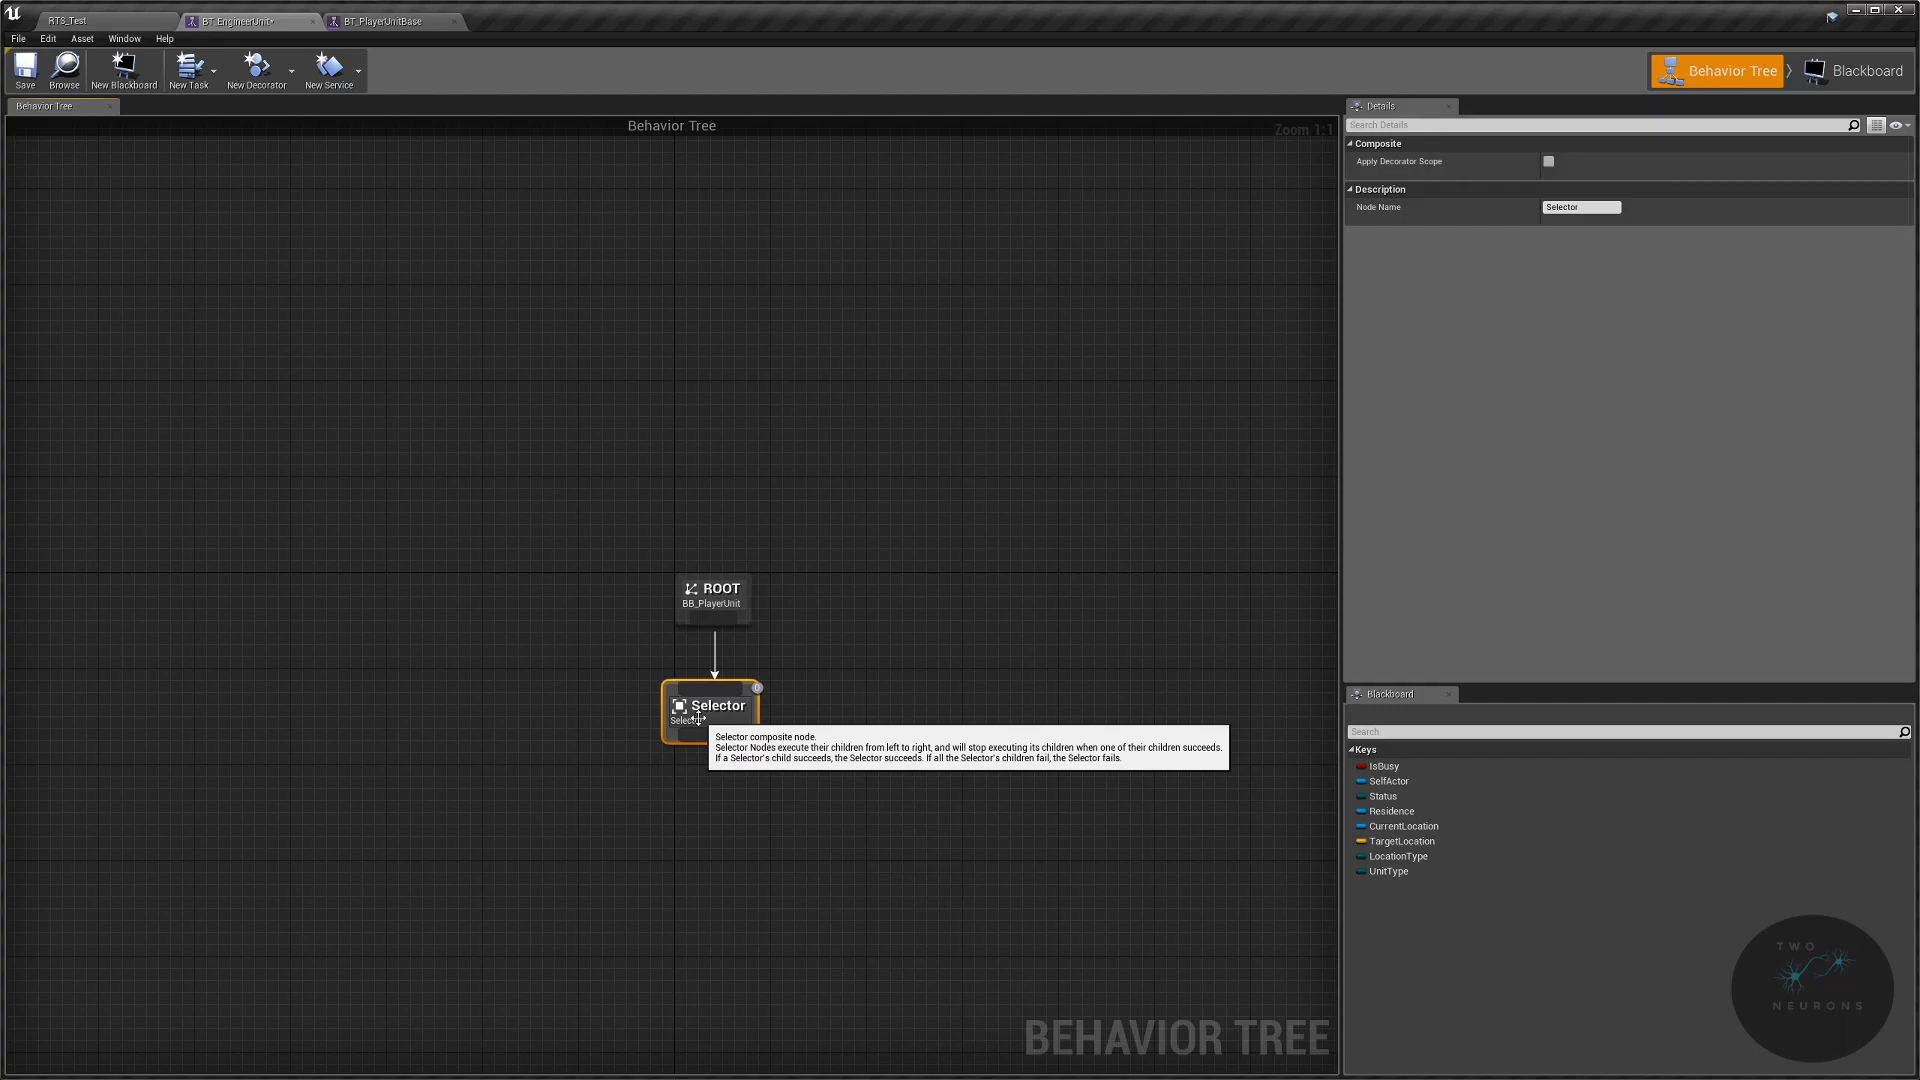 RTS_Test
BT_EngineerUnit*
BT_PlayerUnitBase
File
Edit
Asset
Window
Help
Save
Browse
New Blackboard
New Task
New Decorator
New Service
Behavior Tree
Blackboard
Behavior Tree
Behavior Tree
Zoom 1:1
Details
Search Details
Composite
Apply Decorator Scope
Description
Node Name
Selector
ROOT
BB_PlayerUnit
0
Selector
Selector composite node.
Selector Nodes execute their children from left to right, and will stop executing its children when one of their children succeeds.
If a Selector's child succeeds, the Selector succeeds. If all the Selector's children fail, the Selector fails.
Blackboard
Search
Keys
IsBusy
SelfActor
Status
Residence
CurrentLocation
TargetLocation
LocationType
UnitType
TWO
NEURONS
BEHAVIOR TREE